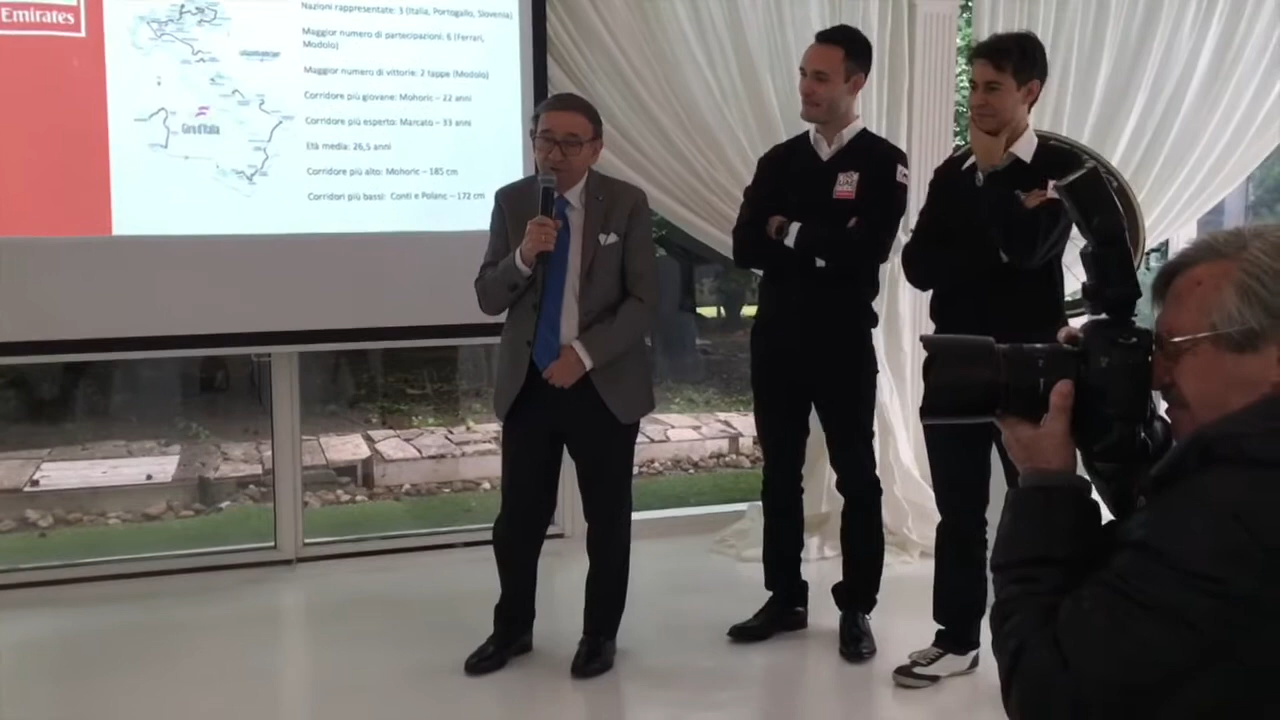 Emirates
Nazioni rappresentate: 3 (Italia, Portogallo, Slovenia)
Maggior numero di partecipazioni: 6 (Ferrari,
Modolo)
Maggior numero di vittorie: 2 tappe (Modolo)
Corridore più giovane: Mohoric – 22 anni
Corridore più esperto: Marcato – 33 anni
Età media: 26,5 anni
Corridore più alto: Mohoric – 185 cm
Corridori più bassi: Conti e Polanc – 172 cm
Giro d'Italia